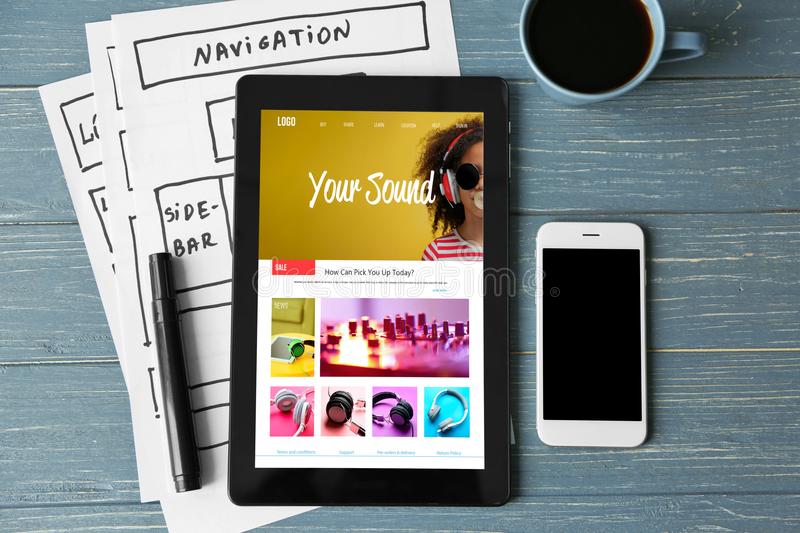 NAVIGATION
SIDE-
BAR
LOGO
BUY SHARE LEARN LOCATION HELP SIGN IN
Your Sound
SALE
How Can Pick You Up Today?
NEW!!
Terms and conditions Support Pre-orders & delivery Return Policy
dreamstime